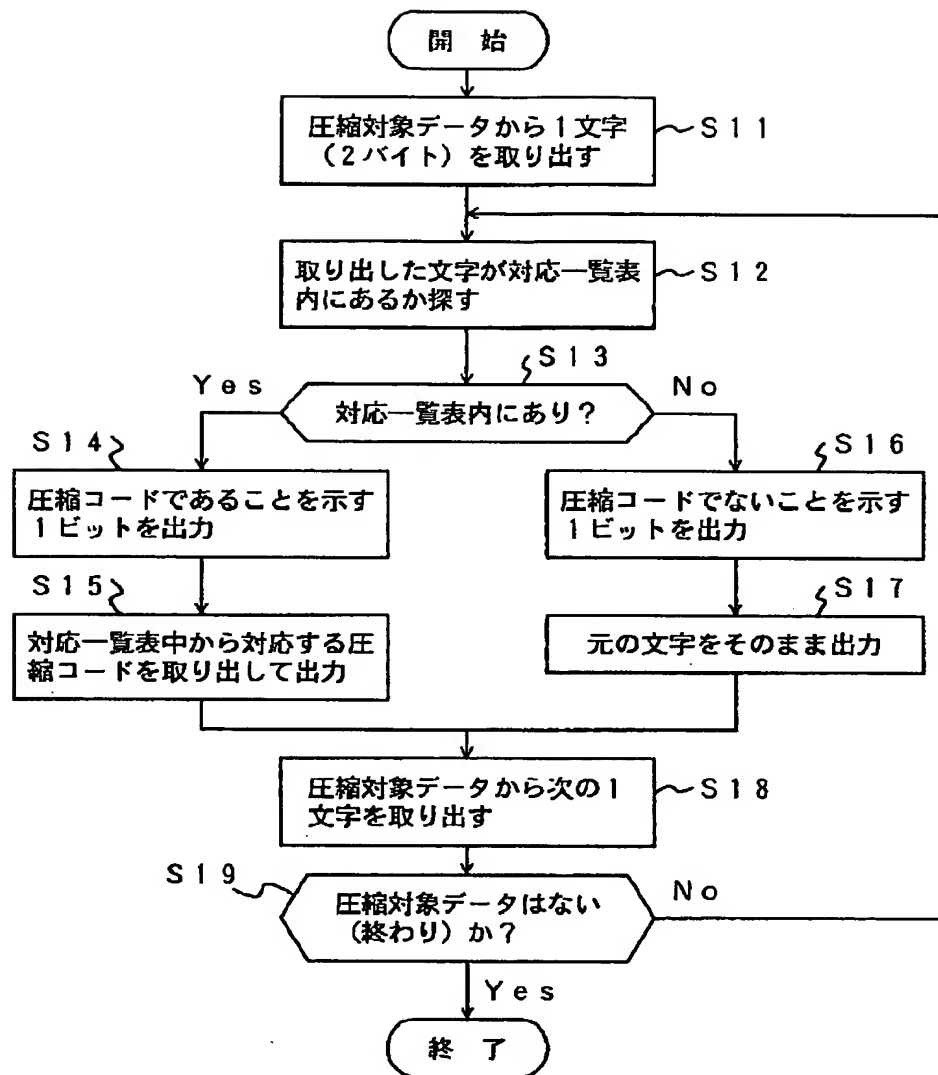 開 始
圧縮対象データから1文字
(2バイト)を取り出す
S11
取り出した文字が対応一覧表
内にあるか探す
S12
S13
Yes
対応一覧表内にあり?
No
S14
圧縮コードであることを示す
1ビットを出力
S16
圧縮コードでないことを示す
1ビットを出力
S15
対応一覧表中から対応する圧
縮コードを取り出して出力
S17
元の文字をそのまま出力
圧縮対象データから次の1
文字を取り出す
S18
S19
圧縮対象データはない
(終わり)か?
No
Yes
終 了